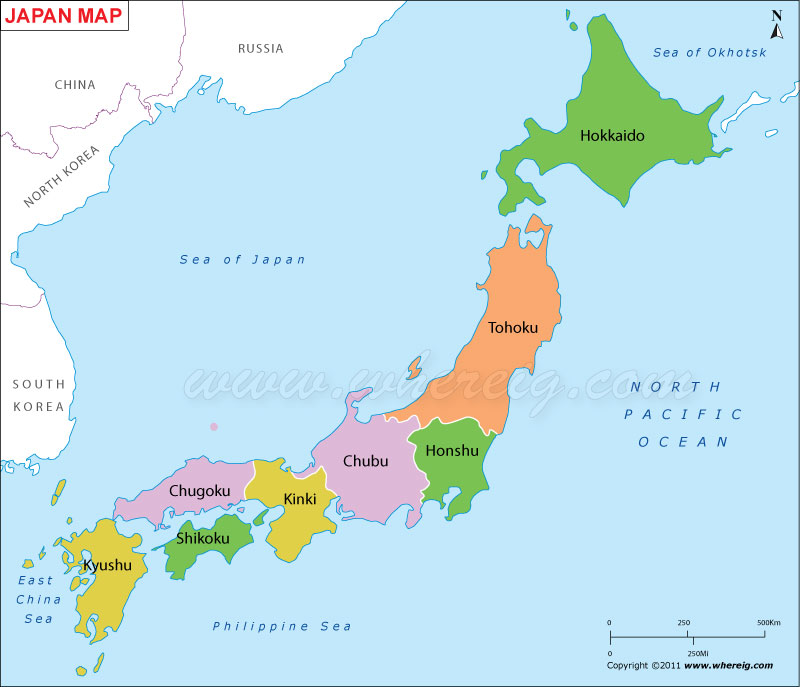 JAPAN MAP
N
RUSSIA
Sea of Okhotsk
CHINA
Hokkaido
NORTH KOREA
Sea of Japan
Tohoku
www.whereig.com
SOUTH
KOREA
NORTH
PACIFIC
OCEAN
Honshu
Chubu
Chugoku
Kinki
Shikoku
Kyushu
East
China
Sea
Philippine Sea
0 250 500Km
0 250Mi
Copyright ©2011 www.whereig.com